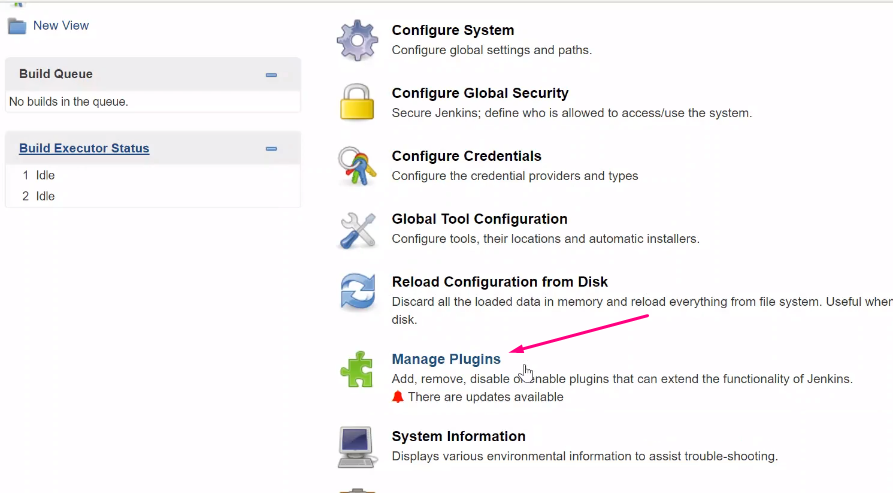 New View
Build Queue
No builds in the queue.
Build Executor Status
1 Idle
2 Idle
Configure System
Configure global settings and paths.
Configure Global Security
Secure Jenkins; define who is allowed to access/use the system.
Configure Credentials
Configure the credential providers and types
Global Tool Configuration
Configure tools, their locations and automatic installers.
Reload Configuration from Disk
Discard all the loaded data in memory and reload everything from file system. Useful when
disk.
Manage Plugins
Add, remove, disable or enable plugins that can extend the functionality of Jenkins.
There are updates available
System Information
Displays various environmental information to assist trouble-shooting.